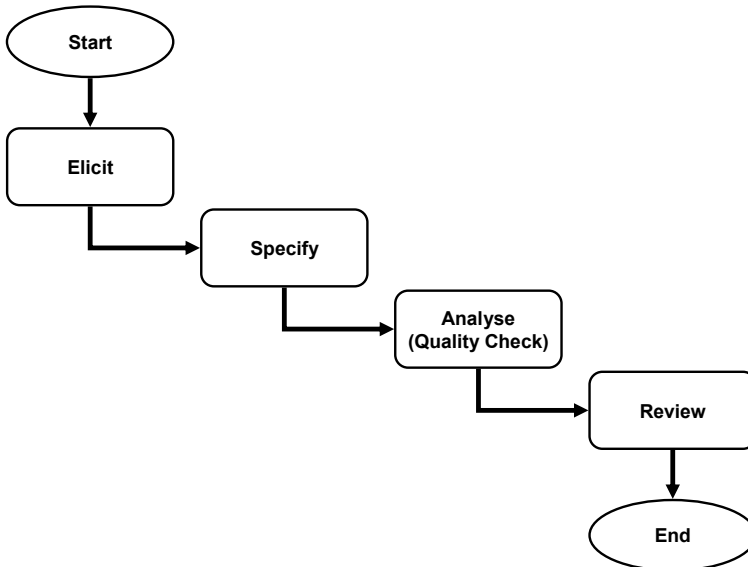 Start
Elicit
Specify
Analyse
(Quality Check)
Review
End